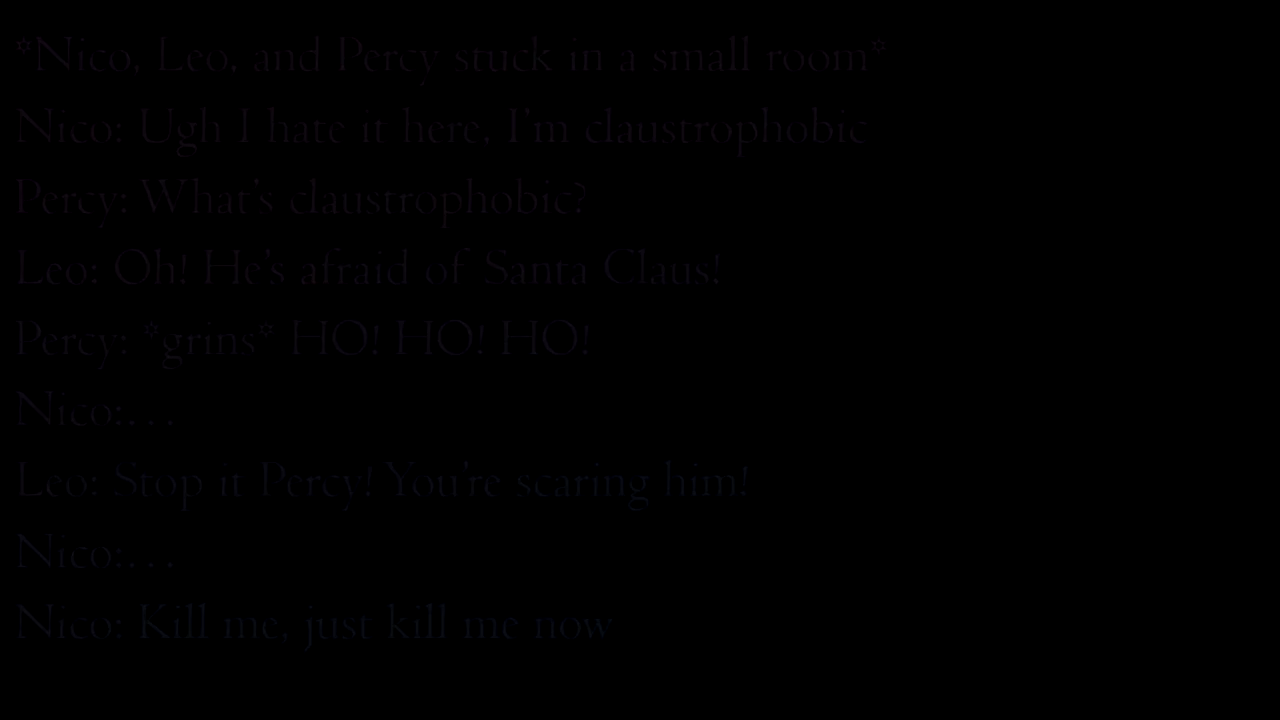 *Nico, Leo, and Percy stuck in a small room*
Nico: Ugh I hate it here, I'm claustrophobic
Percy: What's claustrophobic?
Leo: Oh! He's afraid of Santa Claus!
Percy: *grins* HO! HO! HO!
Nico:. . .
Leo: Stop it Percy! You're scaring him!
Nico:. . .
Nico: Kill me, just kill me now